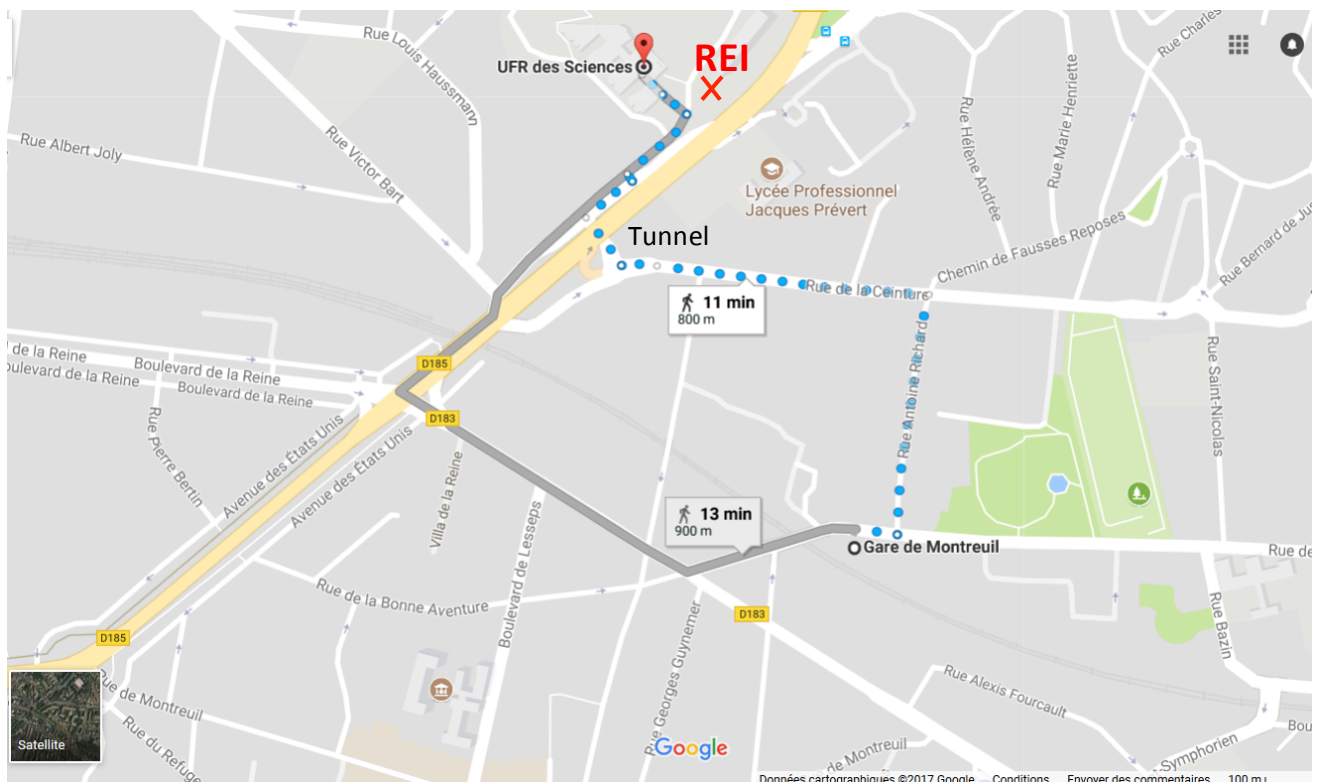 Rue Louis Haussmann
UFR des Sciences
REI
Rue Charles
Rue Albert Joly
Rue Victor Bart
Rue Hélène Andrée
Rue Marie Henriette
Lycée Professionnel
Jacques Prévert
Tunnel
Chemin de Fausses Reposes
Rue Bernard de Jus
Rue de la Ceinture
11 min
800 m
de la Reine
Boulevard de la Reine
D185
oulevard de la Reine
Boulevard de la Reine
D183
Rue Antoine Richard
Rue Saint-Nicolas
Rue Pierre Bertin
Avenue des États Unis
Avenue des États Unis
Villa de la Reine
Boulevard de Lesseps
13 min
900 m
Gare de Montreuil
Rue de
Rue de la Bonne Aventure
D183
Rue Bazin
D185
Rue Georges Guynemer
Rue de Montreuil
Rue Alexis Fourcault
Rue du Refuge
Satellite
Google
de Montreuil
Symphorien
Bou
Données cartographiques ©2017 Google Conditions Envoyer des commentaires 100 m